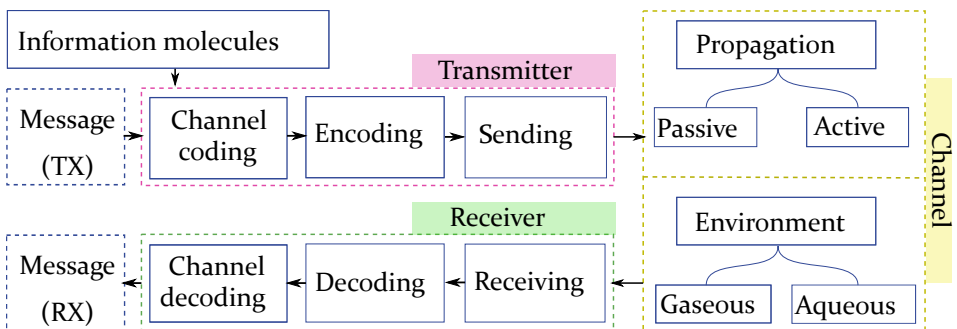 Information molecules
Transmitter
Message
(TX)
Channel
coding
Encoding
Sending
Propagation
Passive
Active
Channel
Receiver
Message
(RX)
Channel
decoding
Decoding
Receiving
Environment
Gaseous
Aqueous